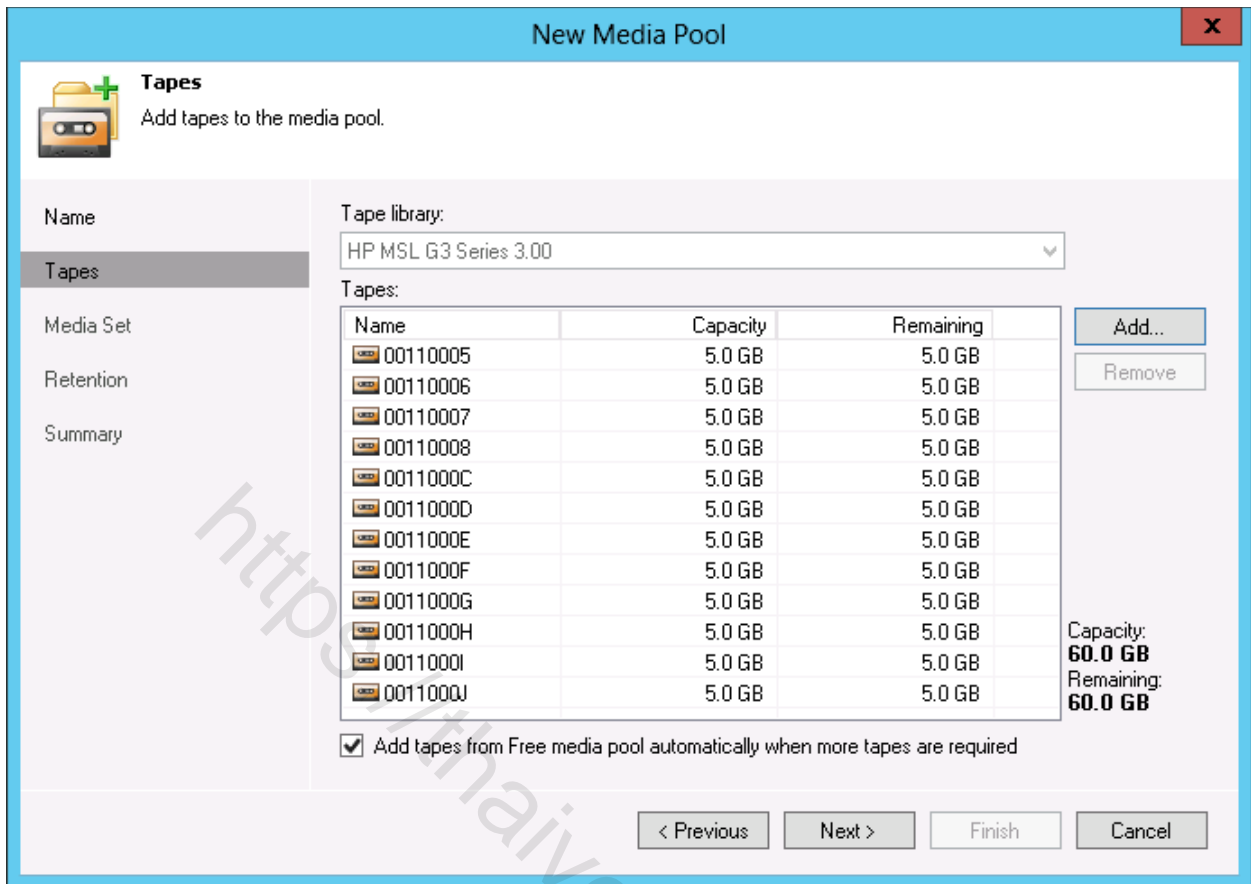 New Media Pool
x
Tapes
Add tapes to the media pool.
Name
Tapes
Media Set
Retention
Summary
Tape library:
HP MSL G3 Series 3.00
Tapes:
Name Capacity Remaining
00110005 5.0 GB 5.0 GB
00110006 5.0 GB 5.0 GB
00110007 5.0 GB 5.0 GB
00110008 5.0 GB 5.0 GB
0011000C 5.0 GB 5.0 GB
0011000D 5.0 GB 5.0 GB
0011000E 5.0 GB 5.0 GB
0011000F 5.0 GB 5.0 GB
0011000G 5.0 GB 5.0 GB
0011000H 5.0 GB 5.0 GB
0011000I 5.0 GB 5.0 GB
0011000J 5.0 GB 5.0 GB
Add...
Remove
Capacity:
60.0 GB
Remaining:
60.0 GB
Add tapes from Free media pool automatically when more tapes are required
< Previous Next > Finish Cancel
https://thaiv